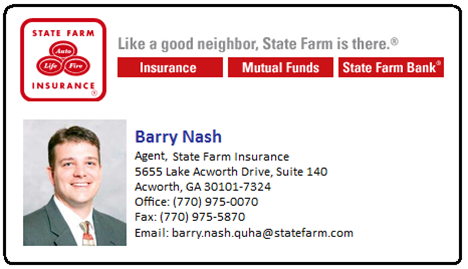 STATE FARM
Auto
Life Fire
INSURANCE
®
Like a good neighbor, State Farm is there.®
Insurance Mutual Funds State Farm Bank®
Barry Nash
Agent, State Farm Insurance
5655 Lake Acworth Drive, Suite 140
Acworth, GA 30101-7324
Office: (770) 975-0070
Fax: (770) 975-5870
Email: barry.nash.quha@statefarm.com